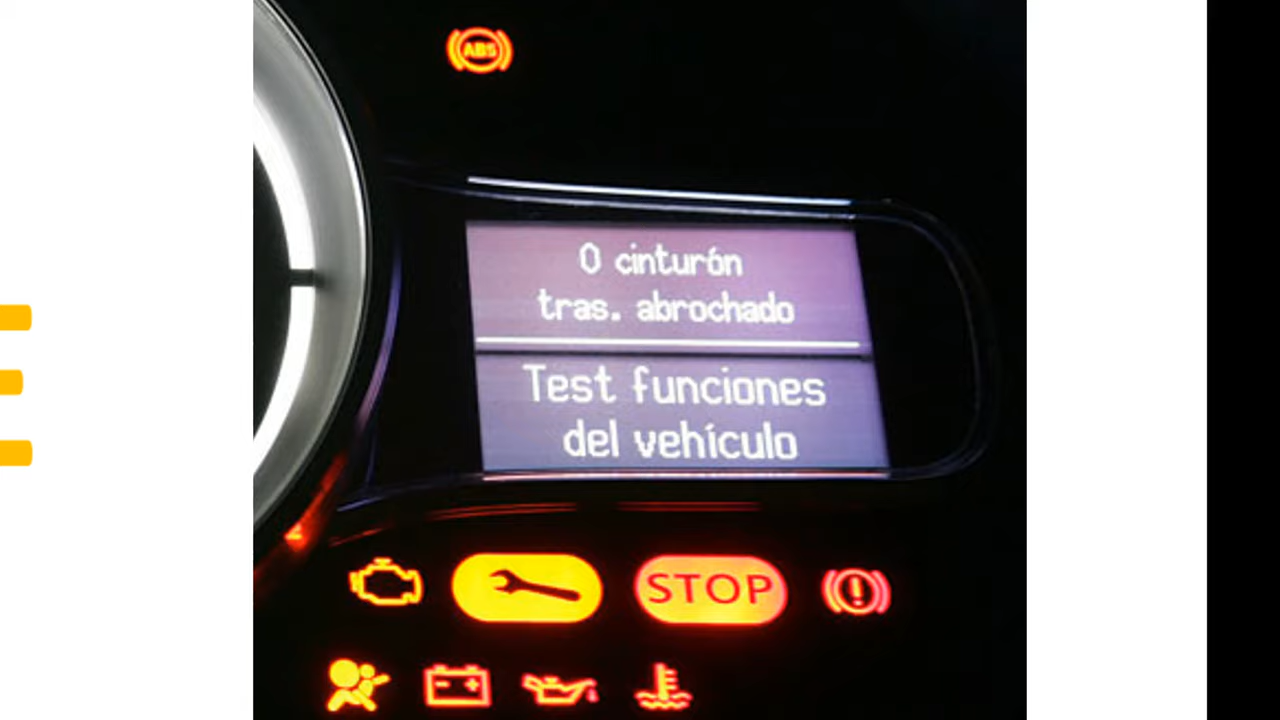 ABS
0 cinturón
tras. abrochado
Test funciones
del vehículo
STOP